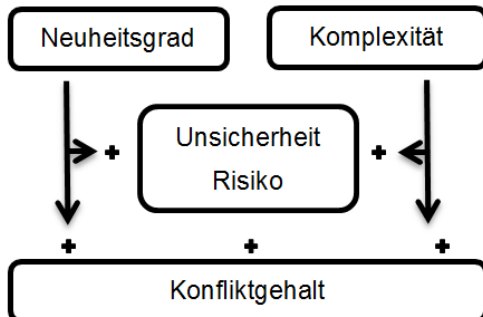 Neuheitsgrad
Komplexität
+ Unsicherheit +
Risiko
+ + +
Konfliktgehalt